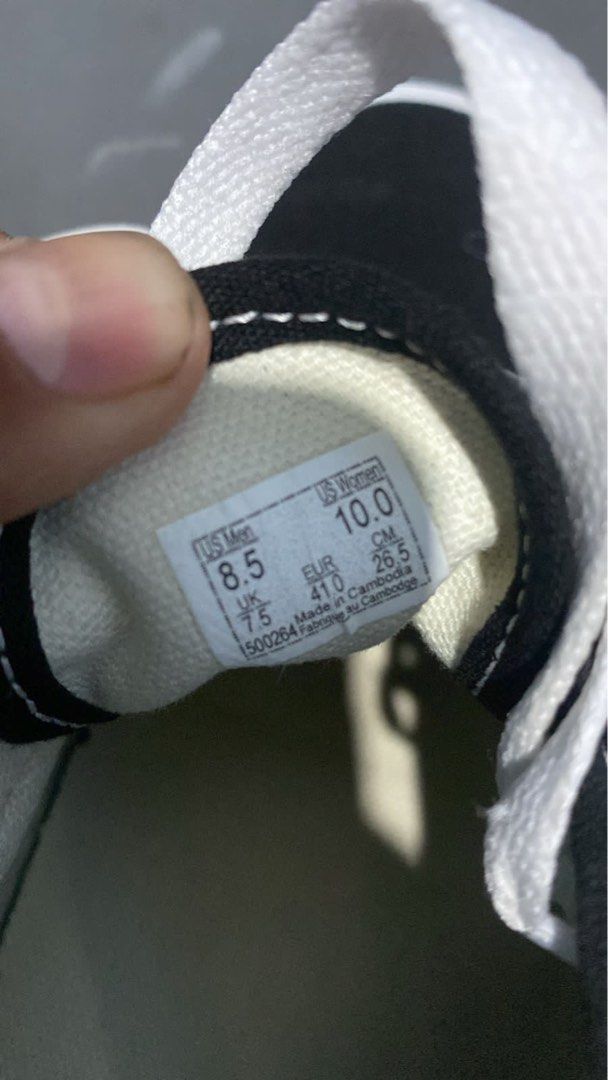 US Men US Women
8.5 10.0
UK EUR CM
7.5 41.0 26.5
Made in Cambodia
500264 Fabriqué au Cambodge